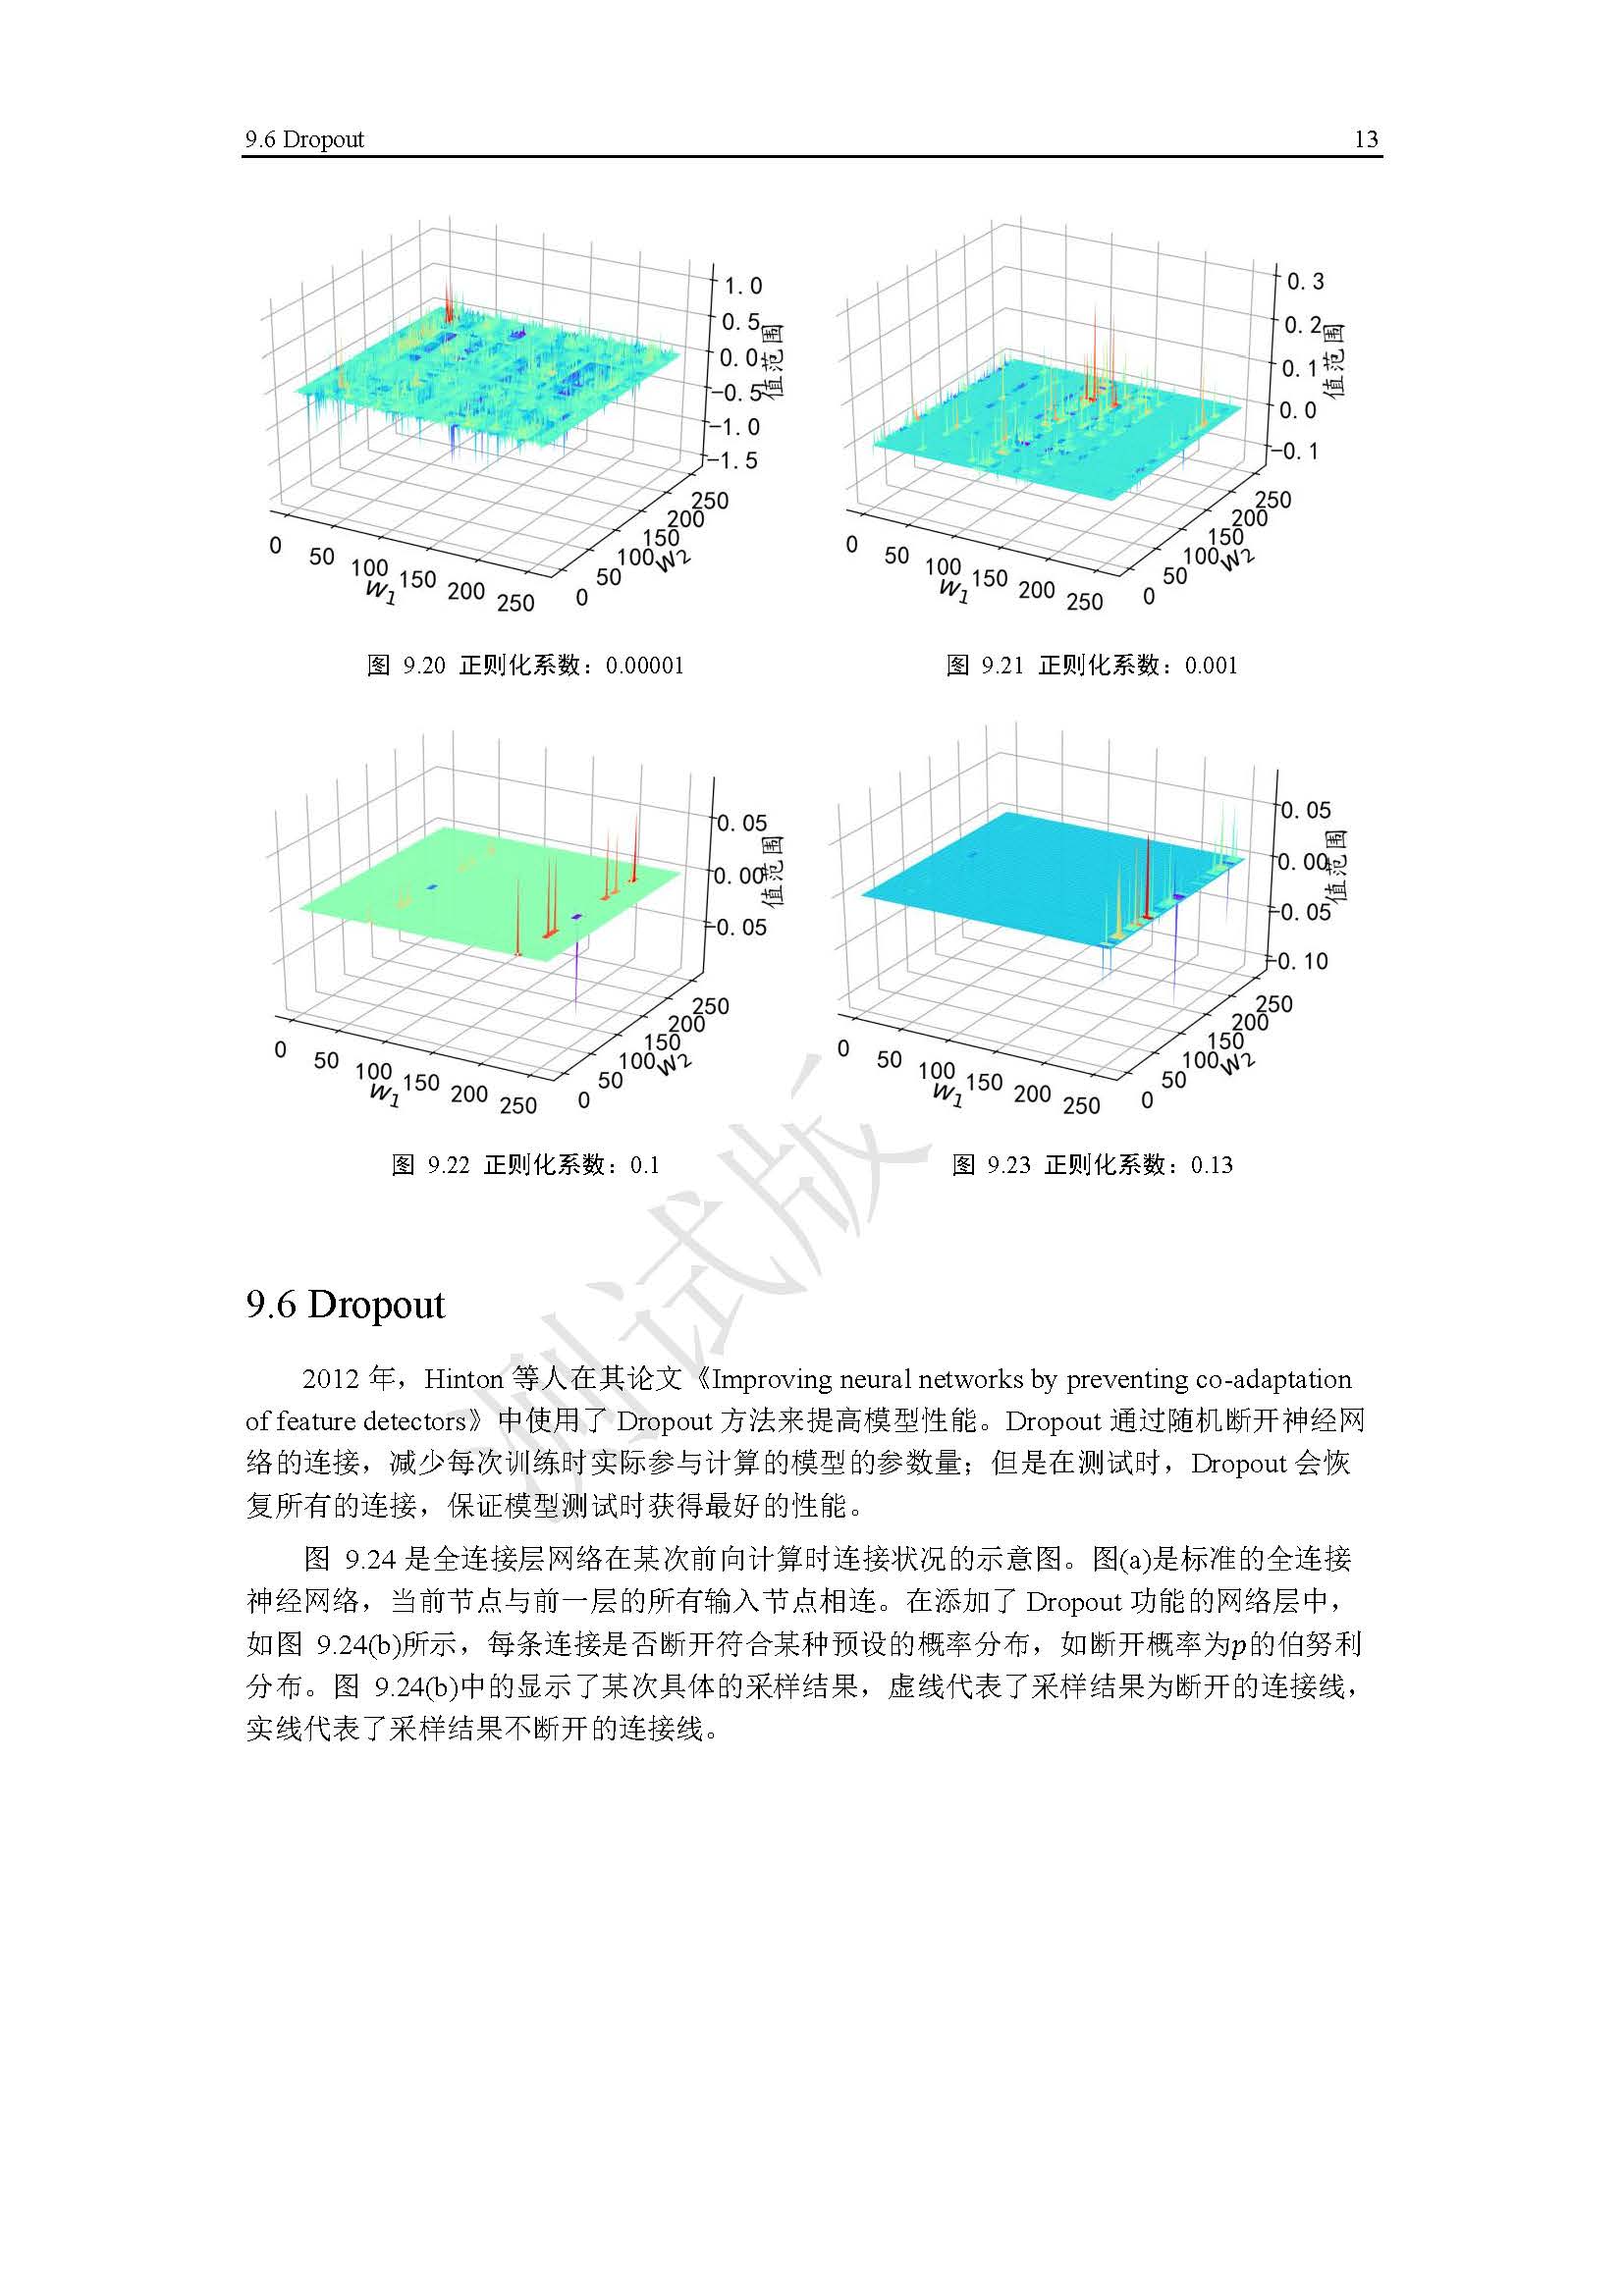 9.6 Dropout 13
1.0
0.5
0.0
-0.5
-1.0
-1.5
值范围
250
200
150
100
50
0
W2
0
50
100
150
200
250
W1
0.3
0.2
0.1
0.0
-0.1
值范围
250
200
150
100
50
0
W2
0
50
100
150
200
250
W1
图 9.20 正则化系数：0.00001
图 9.21 正则化系数：0.001
0.05
0.00
-0.05
值范围
250
200
150
100
50
0
W2
0
50
100
150
200
250
W1
0.05
0.00
-0.05
-0.10
值范围
250
200
150
100
50
0
W2
0
50
100
150
200
250
W1
图 9.22 正则化系数：0.1
图 9.23 正则化系数：0.13
测试版
9.6 Dropout
2012 年，Hinton 等人在其论文《Improving neural networks by preventing co-adaptation
of feature detectors》中使用了 Dropout 方法来提高模型性能。Dropout 通过随机断开神经网
络的连接，减少每次训练时实际参与计算的模型的参数量；但是在测试时，Dropout 会恢
复所有的连接，保证模型测试时获得最好的性能。
图 9.24 是全连接层网络在某次前向计算时连接状况的示意图。图(a)是标准的全连接
神经网络，当前节点与前一层的所有输入节点相连。在添加了 Dropout 功能的网络层中，
如图 9.24(b)所示，每条连接是否断开符合某种预设的概率分布，如断开概率为p的伯努利
分布。图 9.24(b)中的显示了某次具体的采样结果，虚线代表了采样结果为断开的连接线，
实线代表了采样结果不断开的连接线。